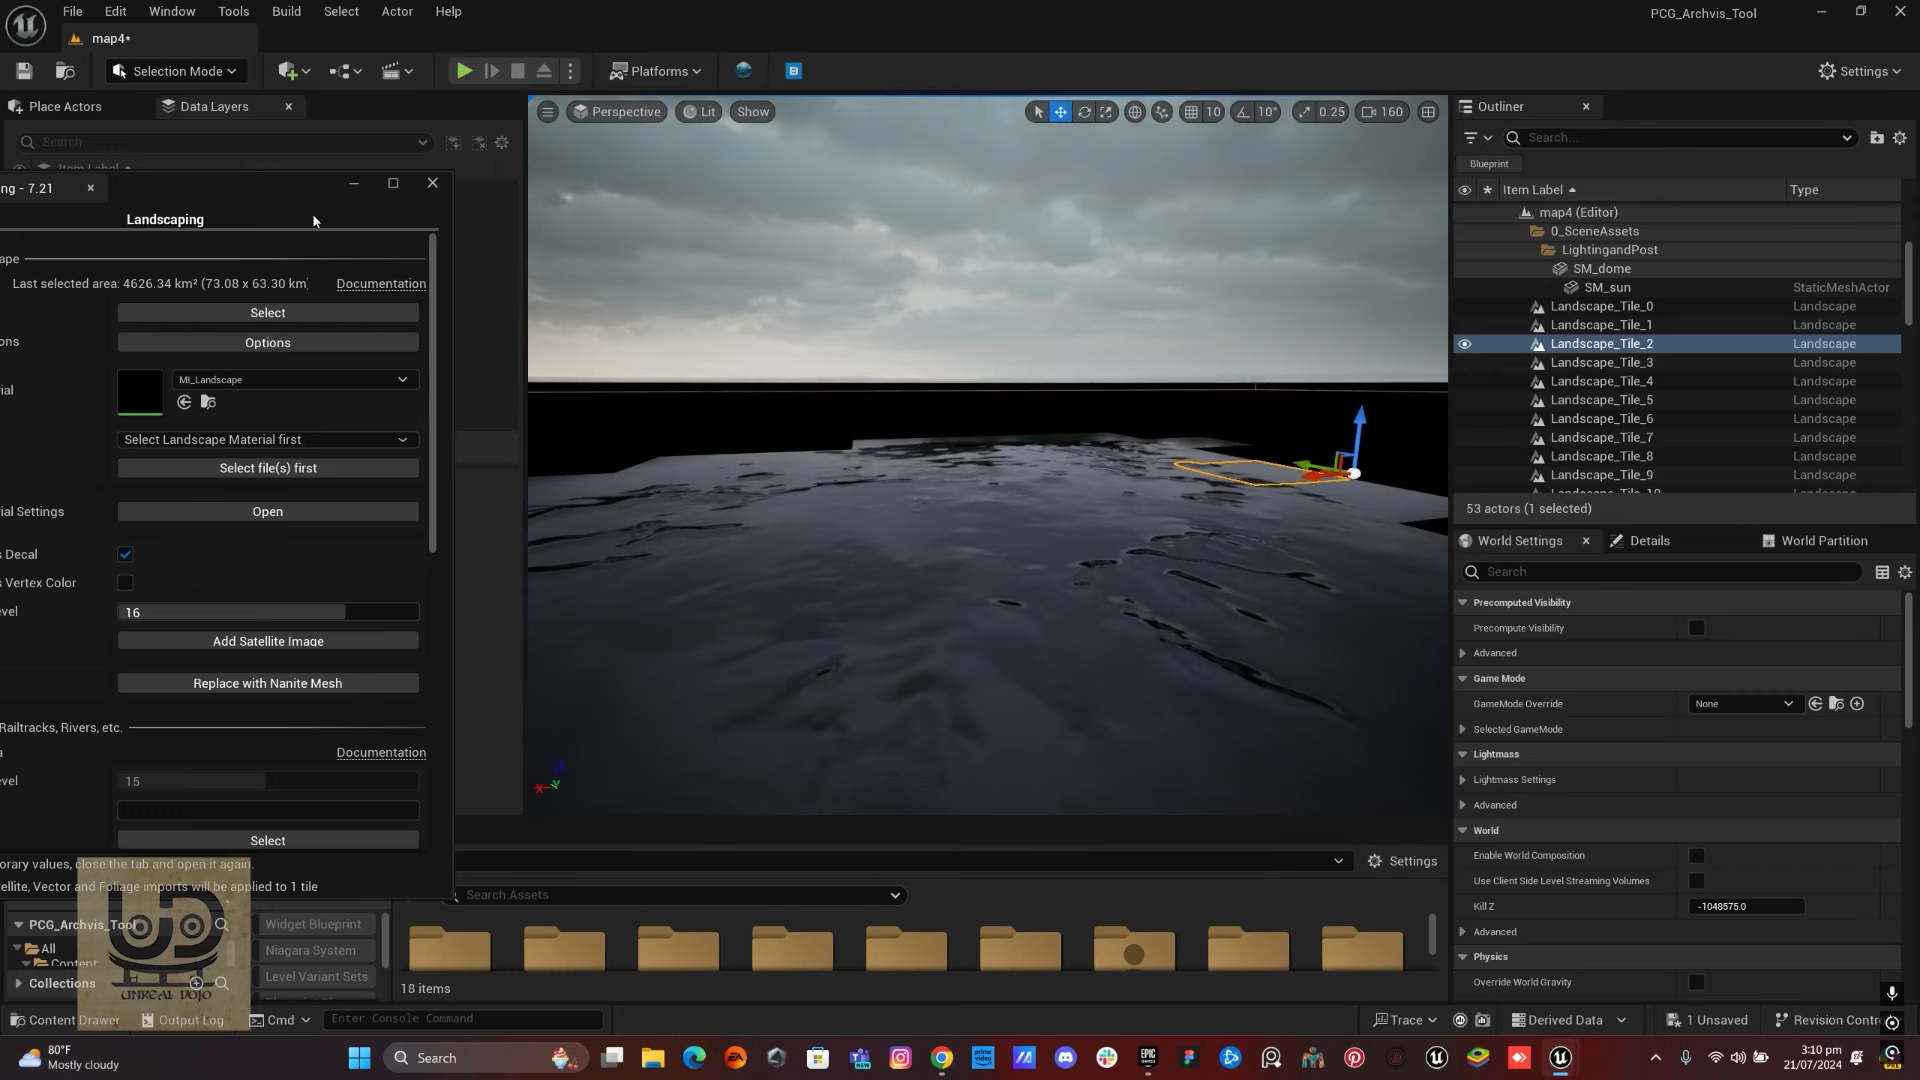 File Edit Window Tools Build Select Actor Help
PCG_Archvis_Tool
map4•
Selection Mode
Platforms
Settings
Place Actors
Data Layers
Search...
Item Label
ng - 7.21
Landscaping
ape
Last selected area: 4626.34 km² (73.08 x 63.30 km)
Documentation
Select
ons
Options
ial
MI_Landscape
Select Landscape Material first
Select file(s) first
ial Settings
Open
s Decal
s Vertex Color
evel
16
Add Satellite Image
Replace with Nanite Mesh
Railtracks, Rivers, etc.
a
Documentation
evel
15
Select
orary values, close the tab and open it again.
ellite, Vector and Foliage imports will be applied to 1 tile
Perspective
Lit
Show
10
10°
0.25
160
Z
X
Y
Outliner
Search...
Blueprint
Item Label
Type
map4 (Editor)
0_SceneAssets
LightingandPost
SM_dome
SM_sun StaticMeshActor
Landscape_Tile_0 Landscape
Landscape_Tile_1 Landscape
Landscape_Tile_2 Landscape
Landscape_Tile_3 Landscape
Landscape_Tile_4 Landscape
Landscape_Tile_5 Landscape
Landscape_Tile_6 Landscape
Landscape_Tile_7 Landscape
Landscape_Tile_8 Landscape
Landscape_Tile_9 Landscape
Landscape_Tile_10 Landscape
53 actors (1 selected)
World Settings
Details
World Partition
Search
Precomputed Visibility
Precompute Visibility
Advanced
Game Mode
GameMode Override
None
Selected GameMode
Lightmass
Lightmass Settings
Advanced
World
Enable World Composition
Use Client Side Level Streaming Volumes
Kill Z
-1048575.0
Advanced
Physics
Override World Gravity
Settings
Search Assets
PCG_Archvis_Tool
All
Content
Collections
Widget Blueprint
Niagara System
Level Variant Sets
18 items
UNREAL DOJO
Content Drawer
Output Log
Cmd
Enter Console Command
Trace
Derived Data
1 Unsaved
Revision Contr
80°F
Mostly cloudy
Search
3:10 pm
21/07/2024